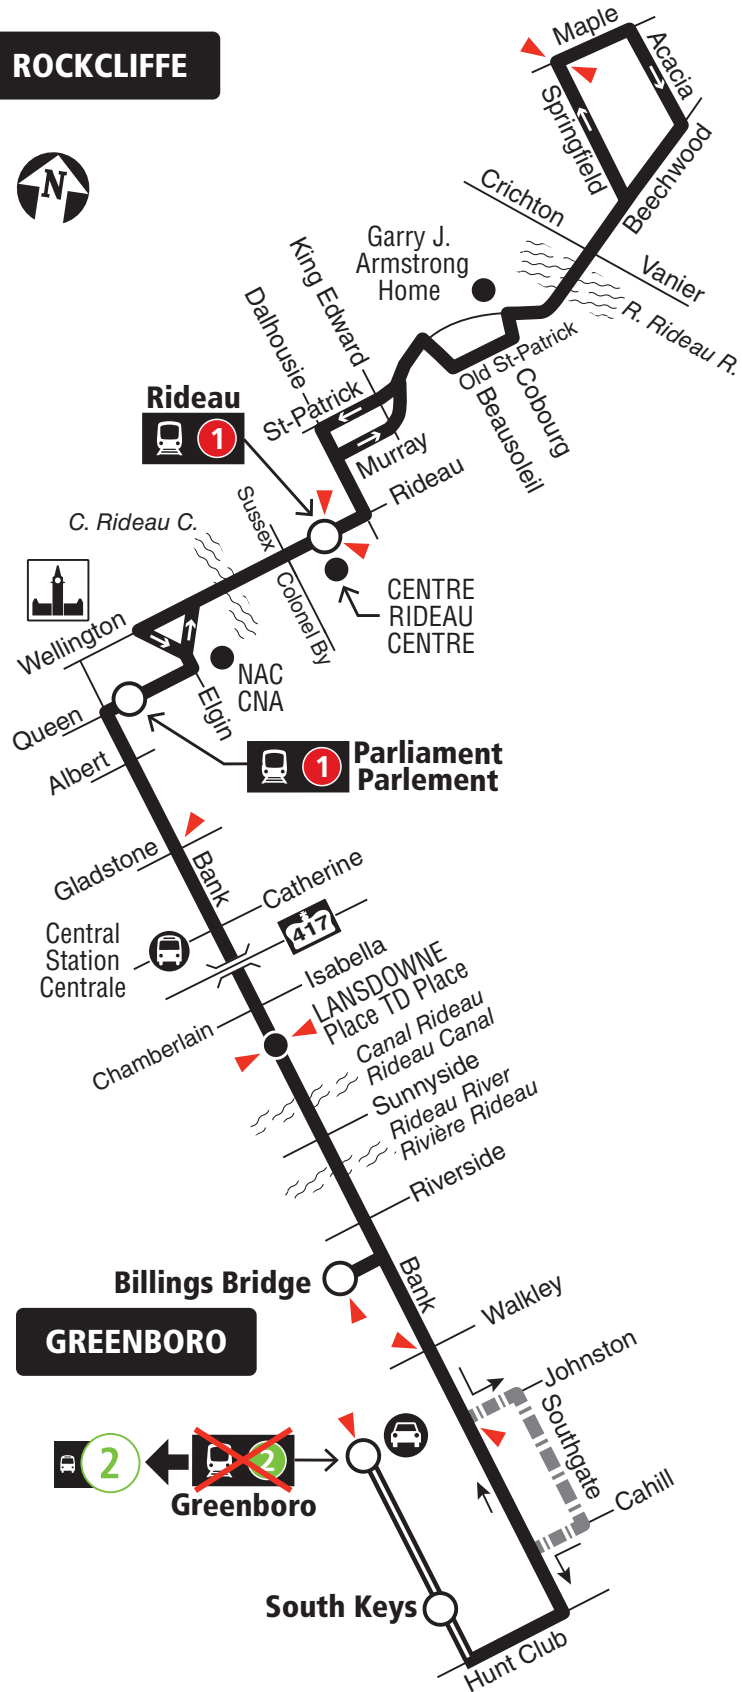 ROCKCLIFFE
N
Maple
Acacia
Springfield
Beechwood
Crichton
Vanier
Garry J.
Armstrong
Home
R. Rideau R.
King Edward
Dalhousie
Old St-Patrick
Cobourg
Beausoleil
St-Patrick
Murray
Rideau
Rideau
1
C. Rideau C.
Sussex
Colonel By
CENTRE
RIDEAU
CENTRE
Wellington
NAC
CNA
Elgin
Queen
Albert
1
Parliament
Parlement
Gladstone
Bank
Catherine
417
Central
Station
Centrale
Isabella
Chamberlain
LANSDOWNE
Place TD Place
Canal Rideau
Rideau Canal
Sunnyside
Rideau River
Rivière Rideau
Riverside
Billings Bridge
Bank
Walkley
GREENBORO
Johnston
Southgate
Cahill
2
2
Greenboro
South Keys
Hunt Club